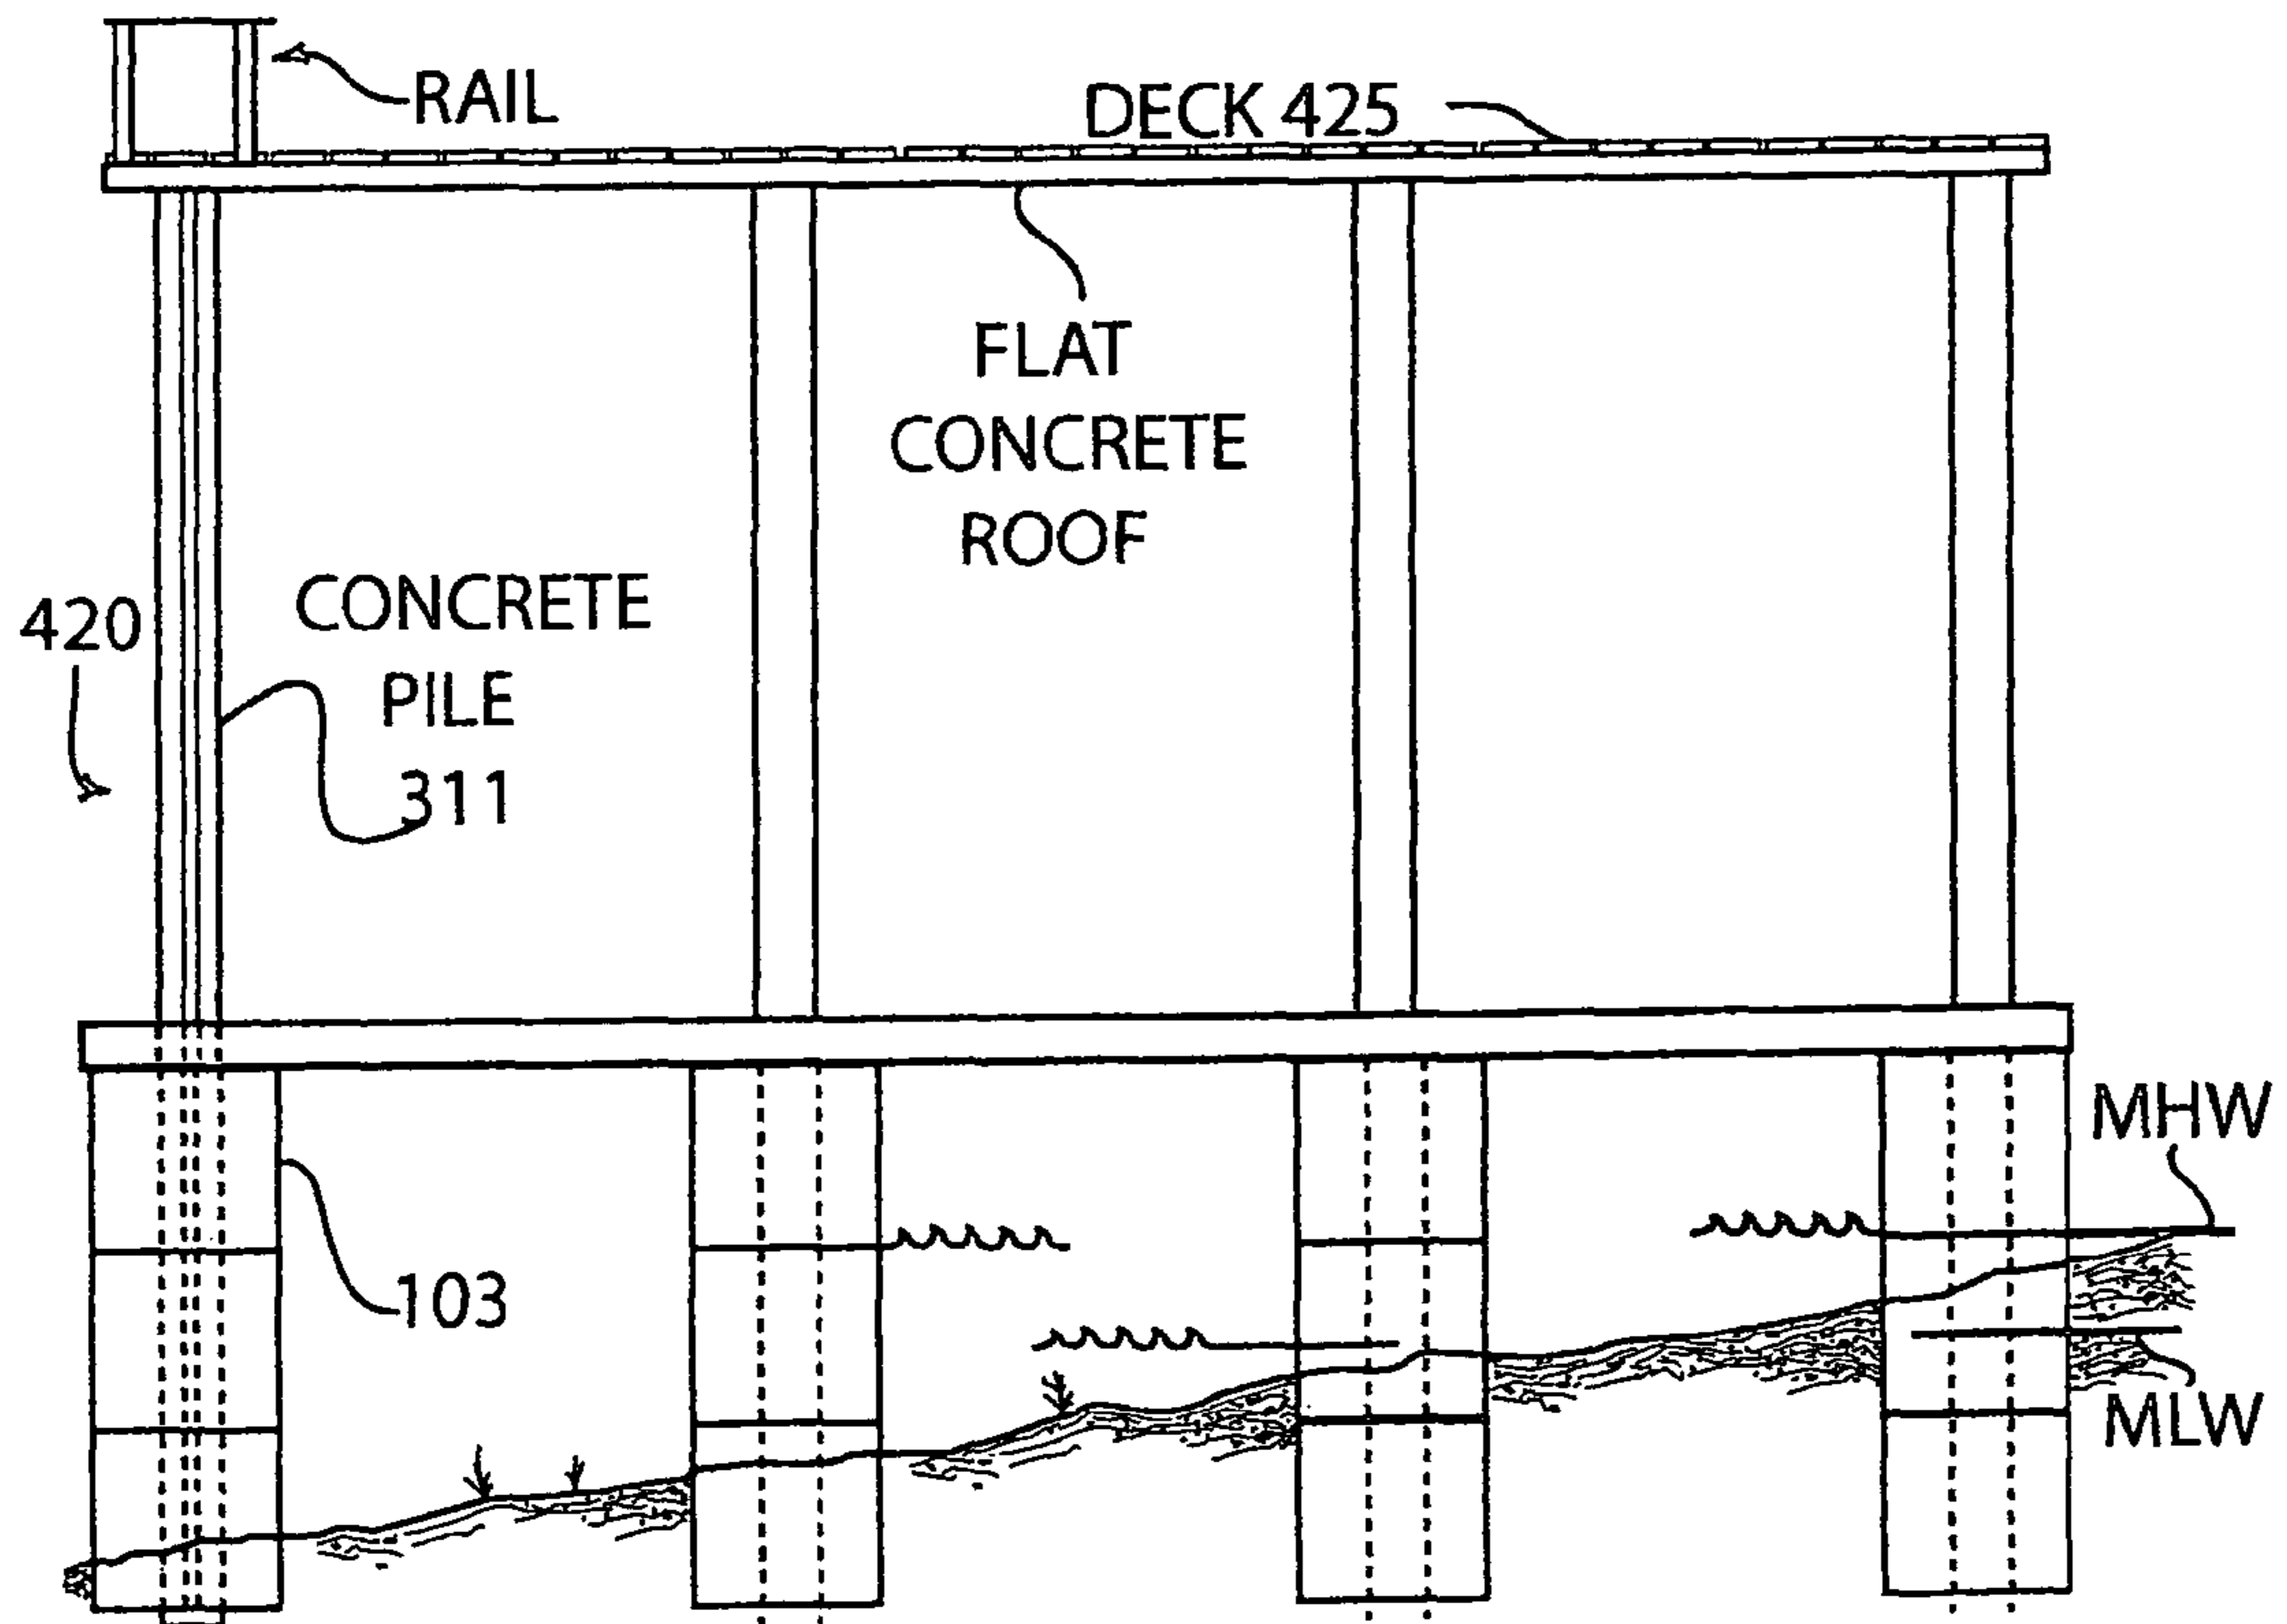 RAIL
DECK 425
FLAT
CONCRETE
ROOF
CONCRETE
PILE
311
420
MHW
103
MLW